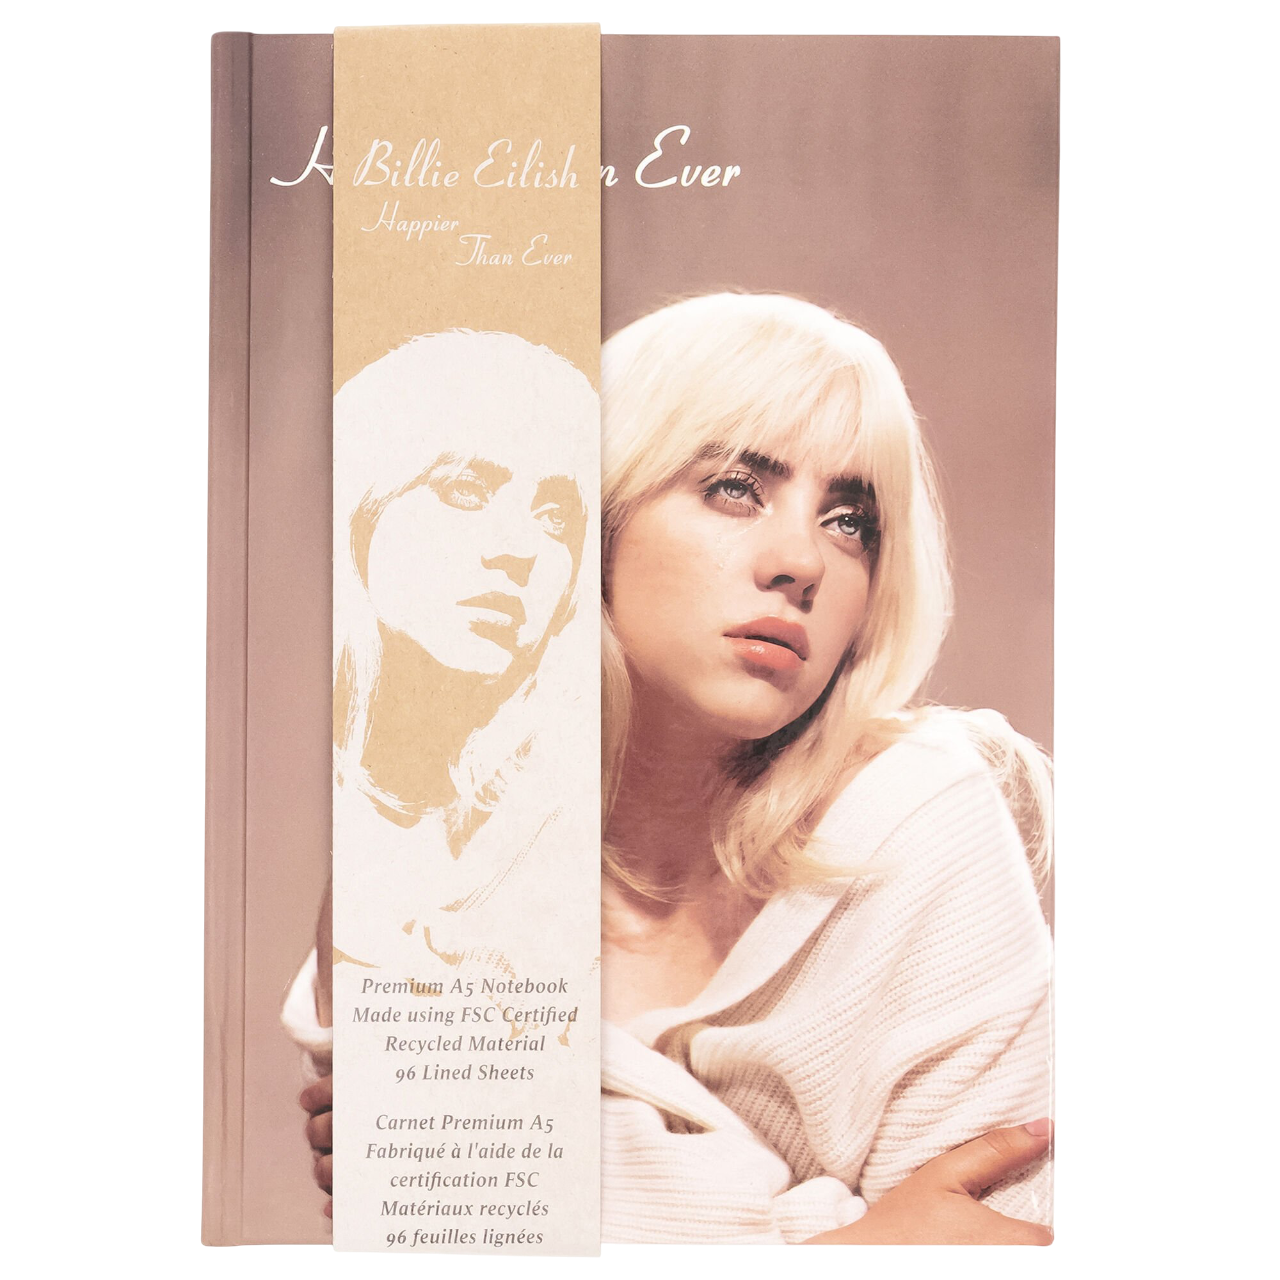 H
n Ever
Billie Eilish
Happier
Than Ever
Premium A5 Notebook
Made using FSC Certified
Recycled Material
96 Lined Sheets
Carnet Premium A5
Fabriqué à l'aide de la
certification FSC
Matériaux recyclés
96 feuilles lignées